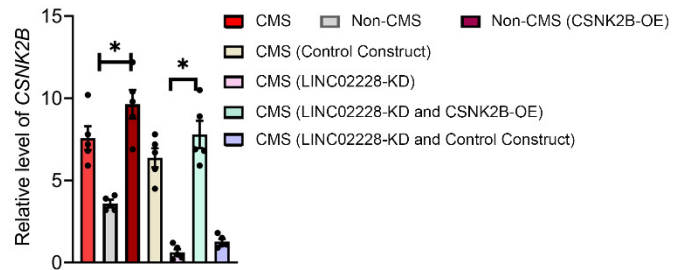 15
10
5
0
Relative level of CSNK2B
*
*
CMS
Non-CMS
Non-CMS (CSNK2B-OE)
CMS (Control Construct)
CMS (LINC02228-KD)
CMS (LINC02228-KD and CSNK2B-OE)
CMS (LINC02228-KD and Control Construct)